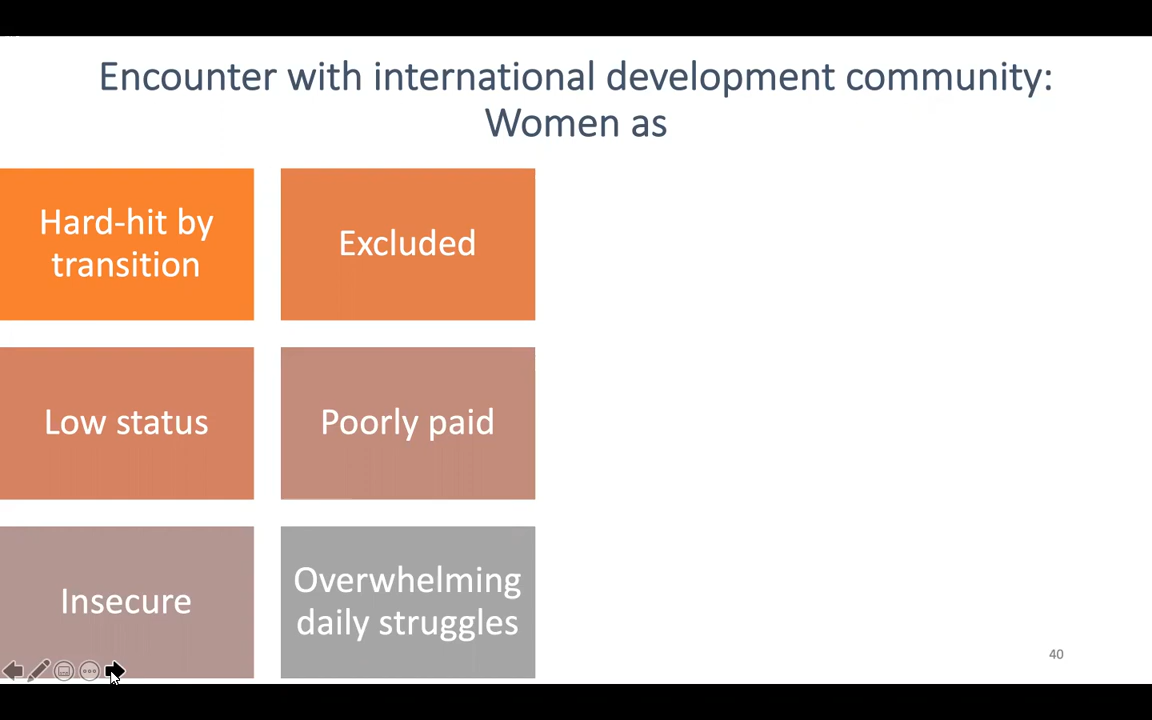 Encounter with international development community:
Women as
Hard-hit by
transition
Excluded
Low status
Poorly paid
Insecure
Overwhelming
daily struggles
40